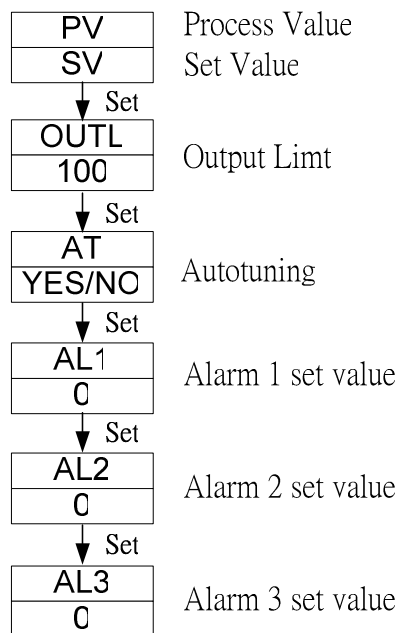 PV Process Value
SV Set Value
Set
OUTL
100 Output Limt
Set
AT
YES/NO Autotuning
Set
AL1
0 Alarm 1 set value
Set
AL2
0 Alarm 2 set value
Set
AL3
0 Alarm 3 set value